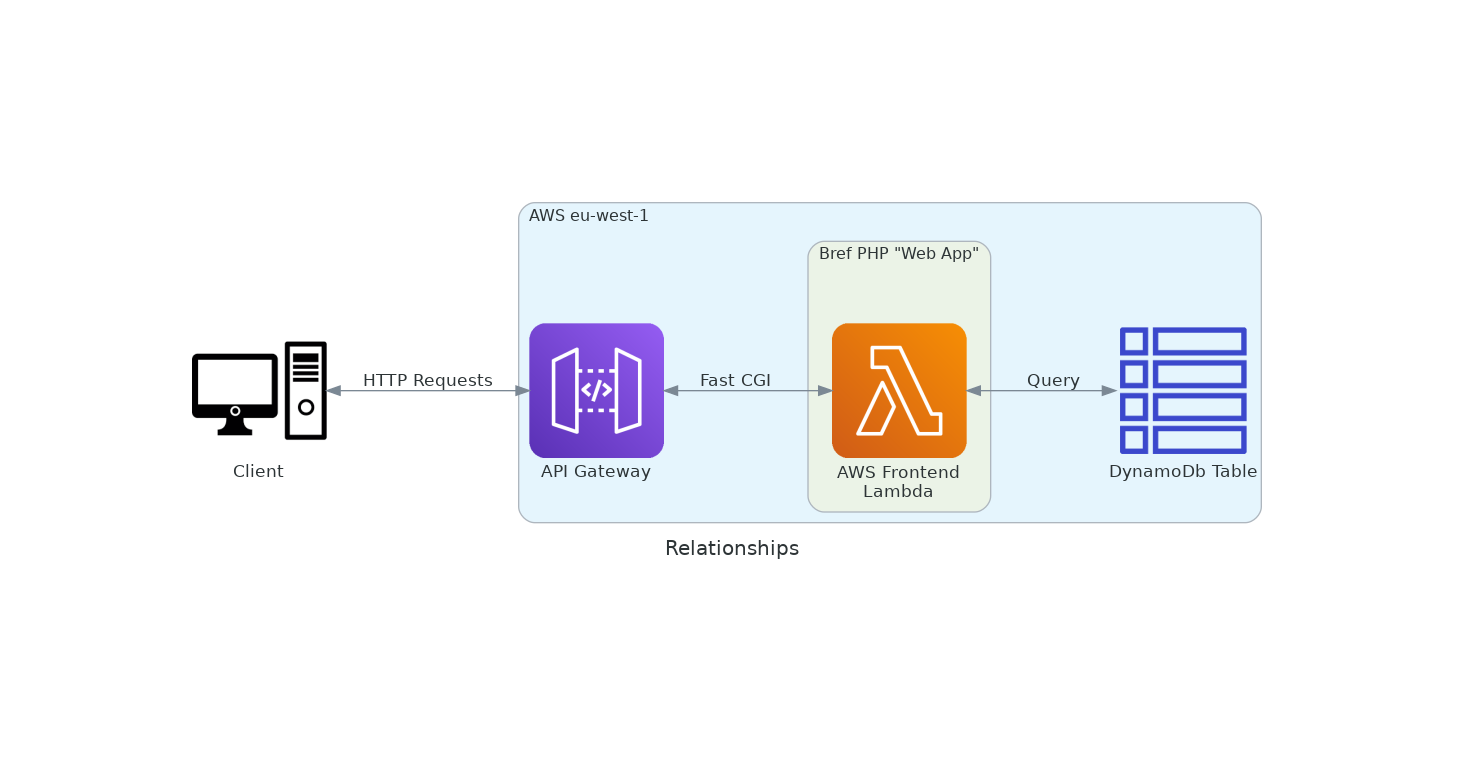 AWS eu-west-1
Bref PHP "Web App"
HTTP Requests
Fast CGI
Query
Client
API Gateway
AWS Frontend
Lambda
DynamoDb Table
Relationships